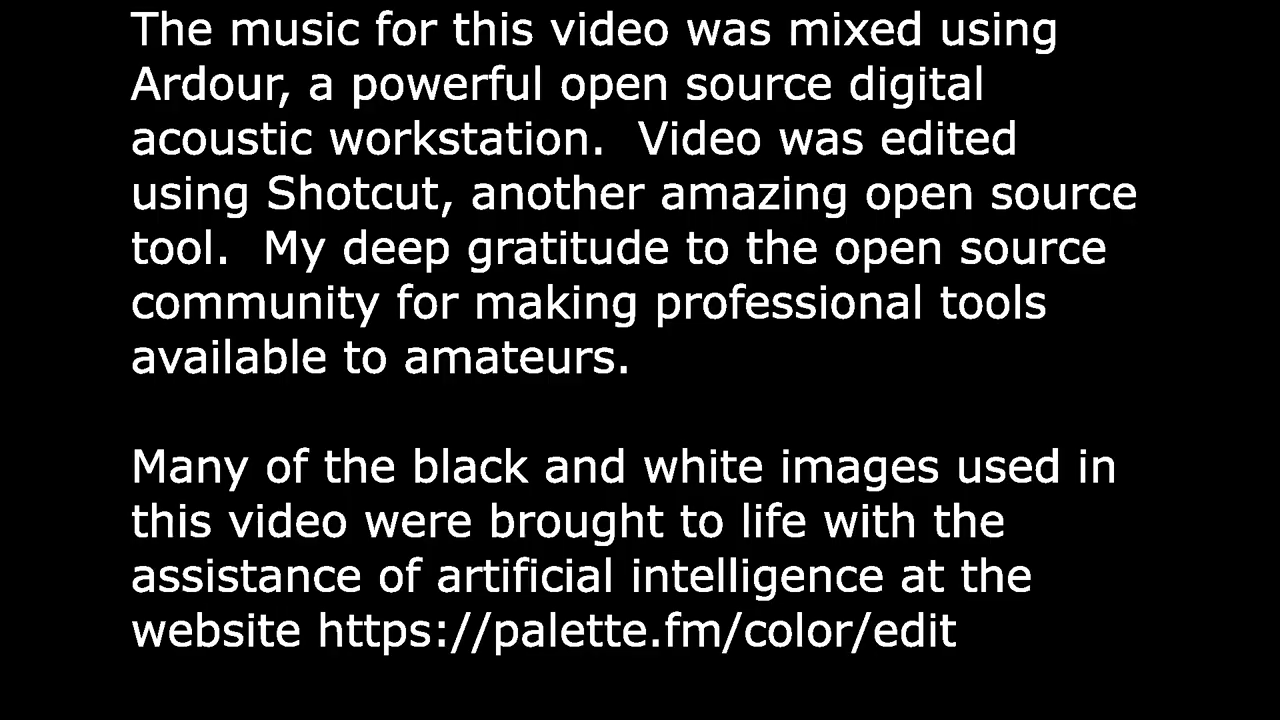 The music for this video was mixed using
Ardour, a powerful open source digital
acoustic workstation.  Video was edited
using Shotcut, another amazing open source
tool.  My deep gratitude to the open source
community for making professional tools
available to amateurs.

Many of the black and white images used in
this video were brought to life with the
assistance of artificial intelligence at the
website https://palette.fm/color/edit